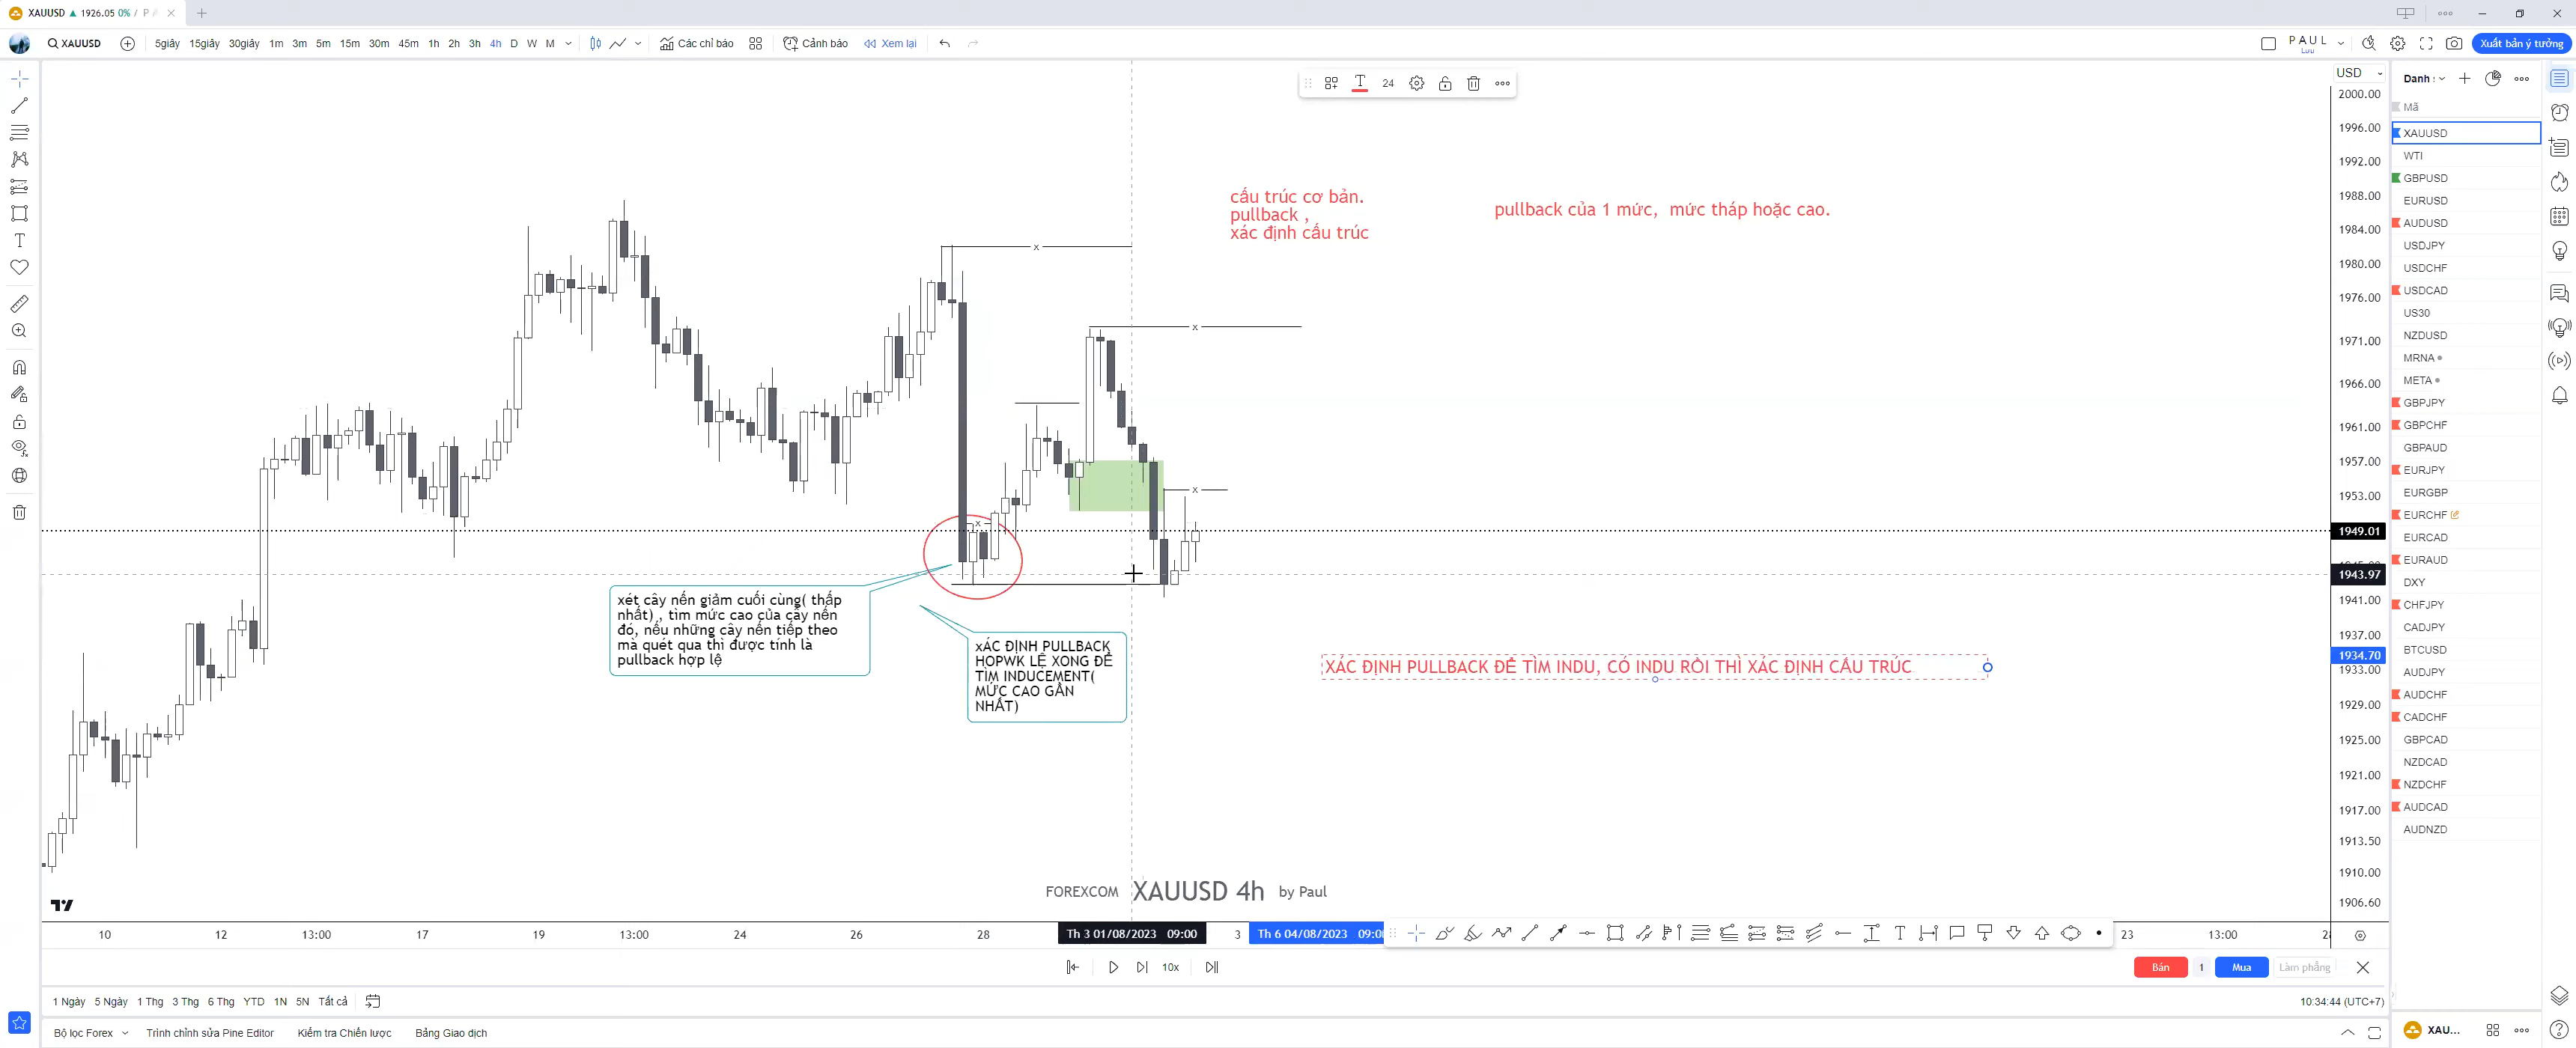 XAUUSD ▲ 1926.05 0% / P
XAUUSD
5giây 15giây 30giây 1m 3m 5m 15m 30m 45m 1h 2h 3h 4h D W M
Các chỉ báo
Cảnh báo
Xem lại
P A U L
Lưu
Xuất bản ý tưởng
24
USD
cấu trúc cơ bản.
pullback ,
xác định cấu trúc
pullback của 1 mức, mức tháp hoặc cao.
x
x
x
x
xét cây nến giảm cuối cùng( thấp
nhất) , tìm mức cao của cây nến
đó, nếu những cây nến tiếp theo
mà quét qua thì được tính là
pullback hợp lệ
xÁC ĐỊNH PULLBACK
HOPWK LỆ XONG ĐỂ
TÌM INDUCEMENT(
MỨC CAO GẦN
NHẤT)
XÁC ĐỊNH PULLBACK ĐỂ TÌM INDU, CÓ INDU RỒI THÌ XÁC ĐỊNH CẤU TRÚC
FOREXCOM XAUUSD 4h by Paul
2000.00
1996.00
1992.00
1988.00
1984.00
1980.00
1976.00
1971.00
1966.00
1961.00
1957.00
1953.00
1949.01
1943.97
1941.00
1937.00
1934.70
1933.00
1929.00
1925.00
1921.00
1917.00
1913.50
1910.00
1906.60
10 12 13:00 17 19 13:00 24 26 28 Th 3 01/08/2023 09:00 3 Th 6 04/08/2023 23 13:00
10x
Bán 1 Mua Làm phẳng
1 Ngày 5 Ngày 1 Thg 3 Thg 6 Thg YTD 1N 5N Tất cả
10:34:44 (UTC+7)
Bộ lọc Forex Trình chỉnh sửa Pine Editor Kiểm tra Chiến lược Bảng Giao dịch
Danh
Mã
XAUUSD
WTI
GBPUSD
EURUSD
AUDUSD
USDJPY
USDCHF
USDCAD
US30
NZDUSD
MRNA
META
GBPJPY
GBPCHF
GBPAUD
EURJPY
EURGBP
EURCHF
EURCAD
EURAUD
DXY
CHFJPY
CADJPY
BTCUSD
AUDJPY
AUDCHF
CADCHF
GBPCAD
NZDCAD
NZDCHF
AUDCAD
AUDNZD
XAU...